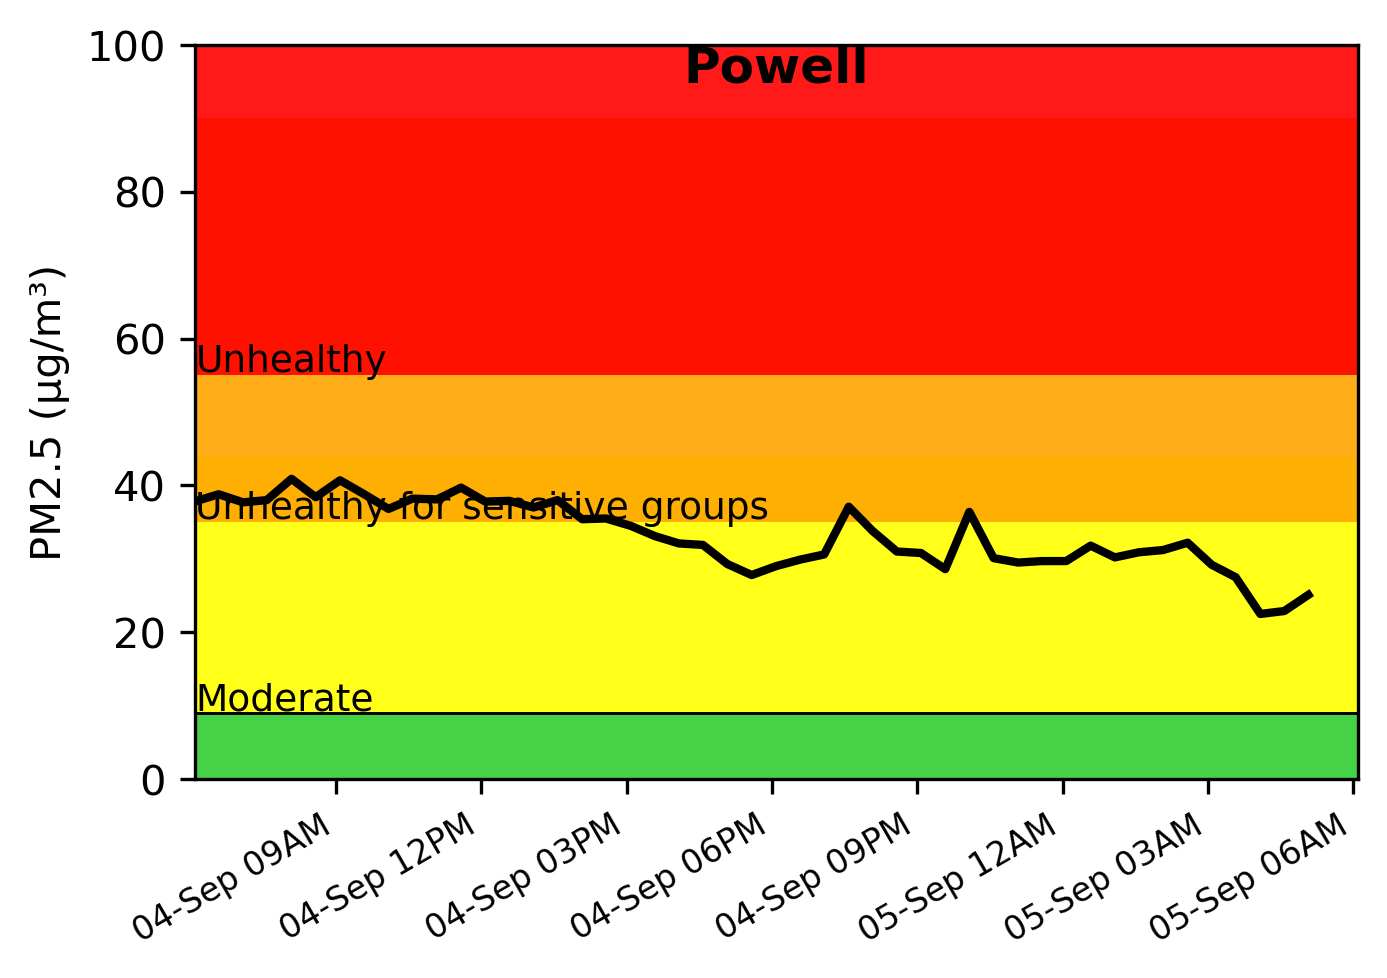 Powell
PM2.5 (µg/m³)
100
80
60
40
20
0
Unhealthy
Unhealthy for sensitive groups
Moderate
04-Sep 09AM
04-Sep 12PM
04-Sep 03PM
04-Sep 06PM
04-Sep 09PM
05-Sep 12AM
05-Sep 03AM
05-Sep 06AM